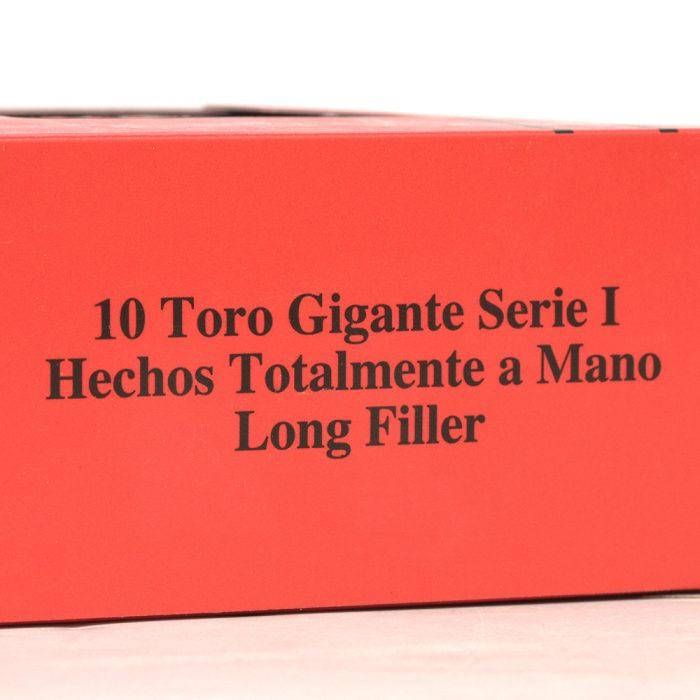 10 Toro Gigante Serie I
Hechos Totalmente a Mano
Long Filler